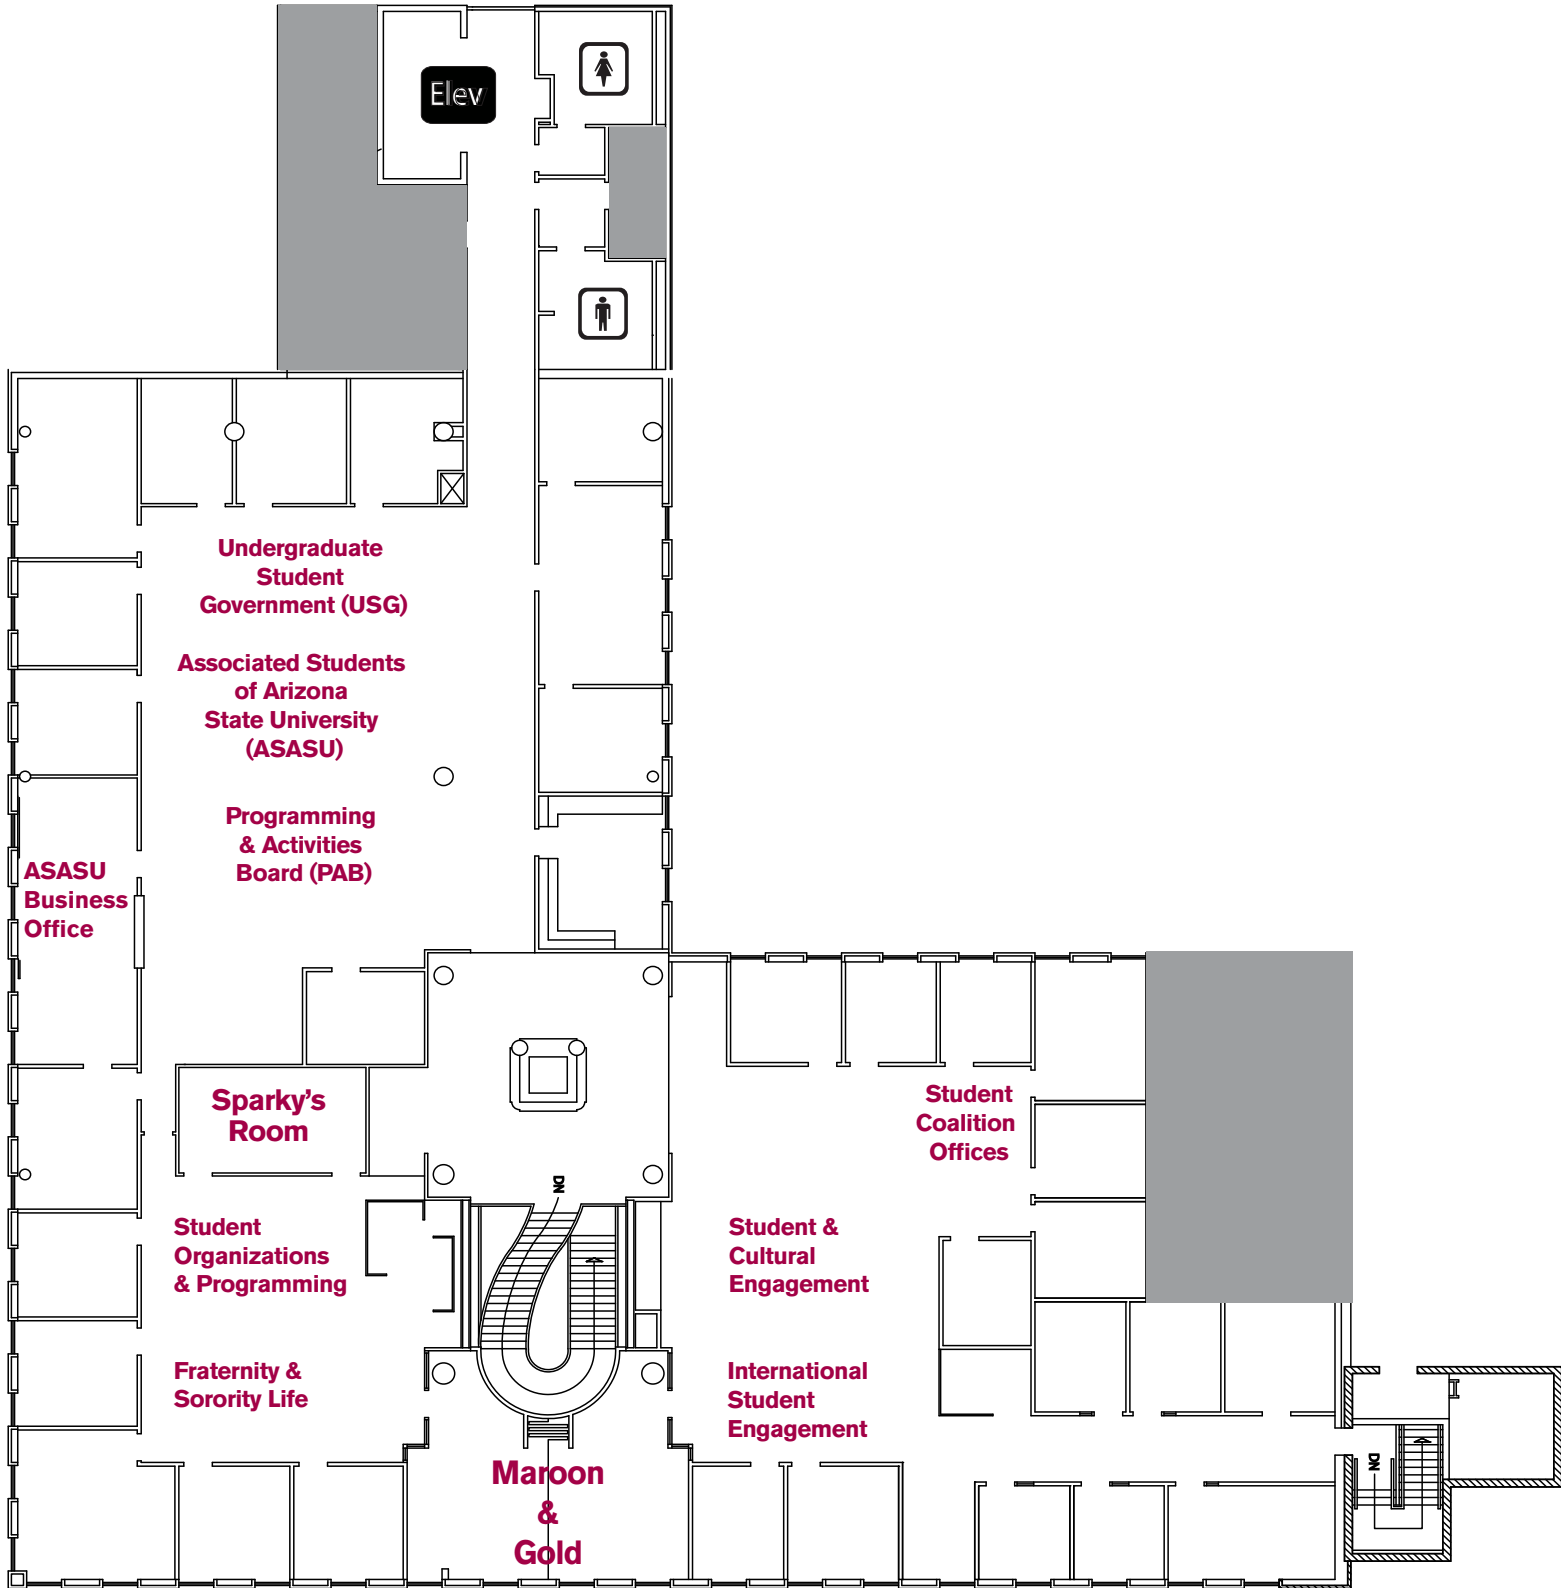 Elev
Undergraduate
Student
Government (USG)
Associated Students
of Arizona
State University
(ASASU)
Programming
& Activities
Board (PAB)
ASASU
Business
Office
Sparky's
Room
Student
Coalition
Offices
DN
Student
Organizations
& Programming
Student &
Cultural
Engagement
Fraternity &
Sorority Life
International
Student
Engagement
DN
Maroon
&
Gold